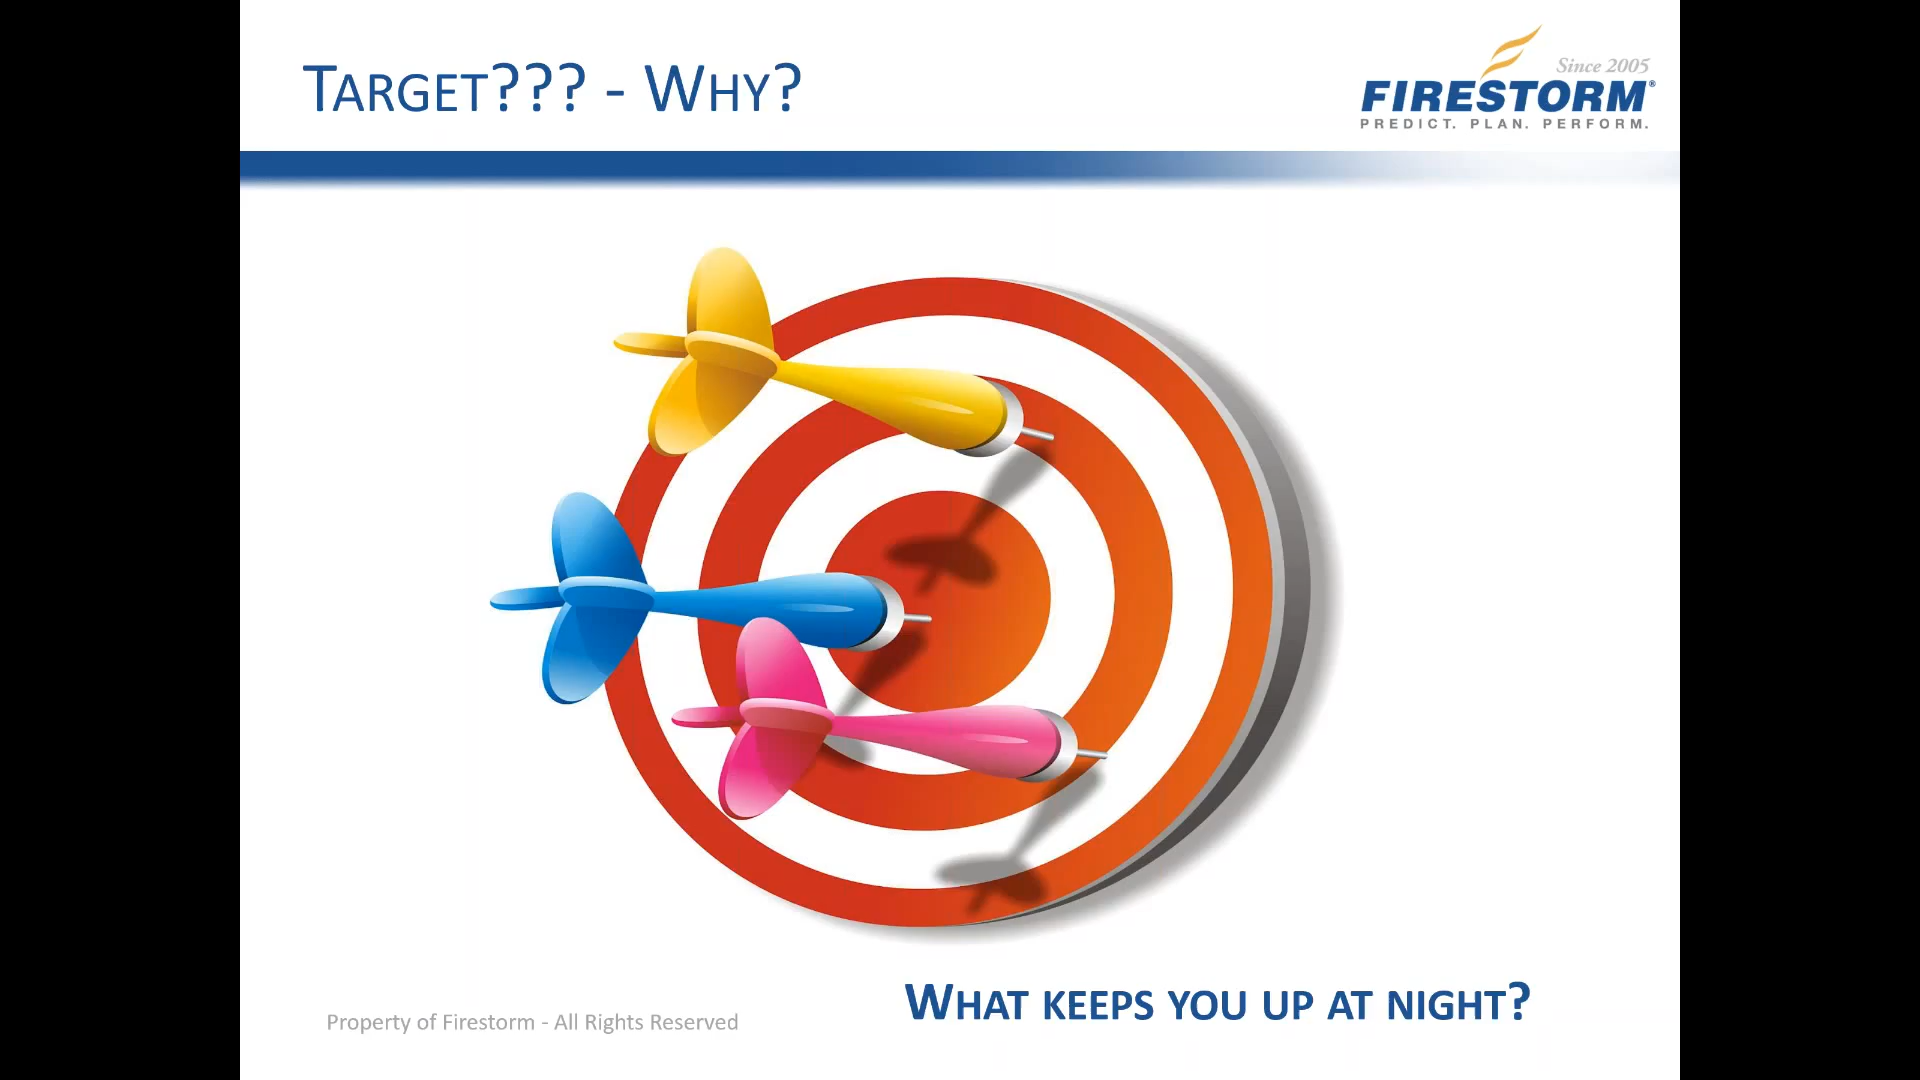 TARGET??? - WHY?
Since 2005
FIRESTORM®
PREDICT. PLAN. PERFORM.
WHAT KEEPS YOU UP AT NIGHT?
Property of Firestorm - All Rights Reserved